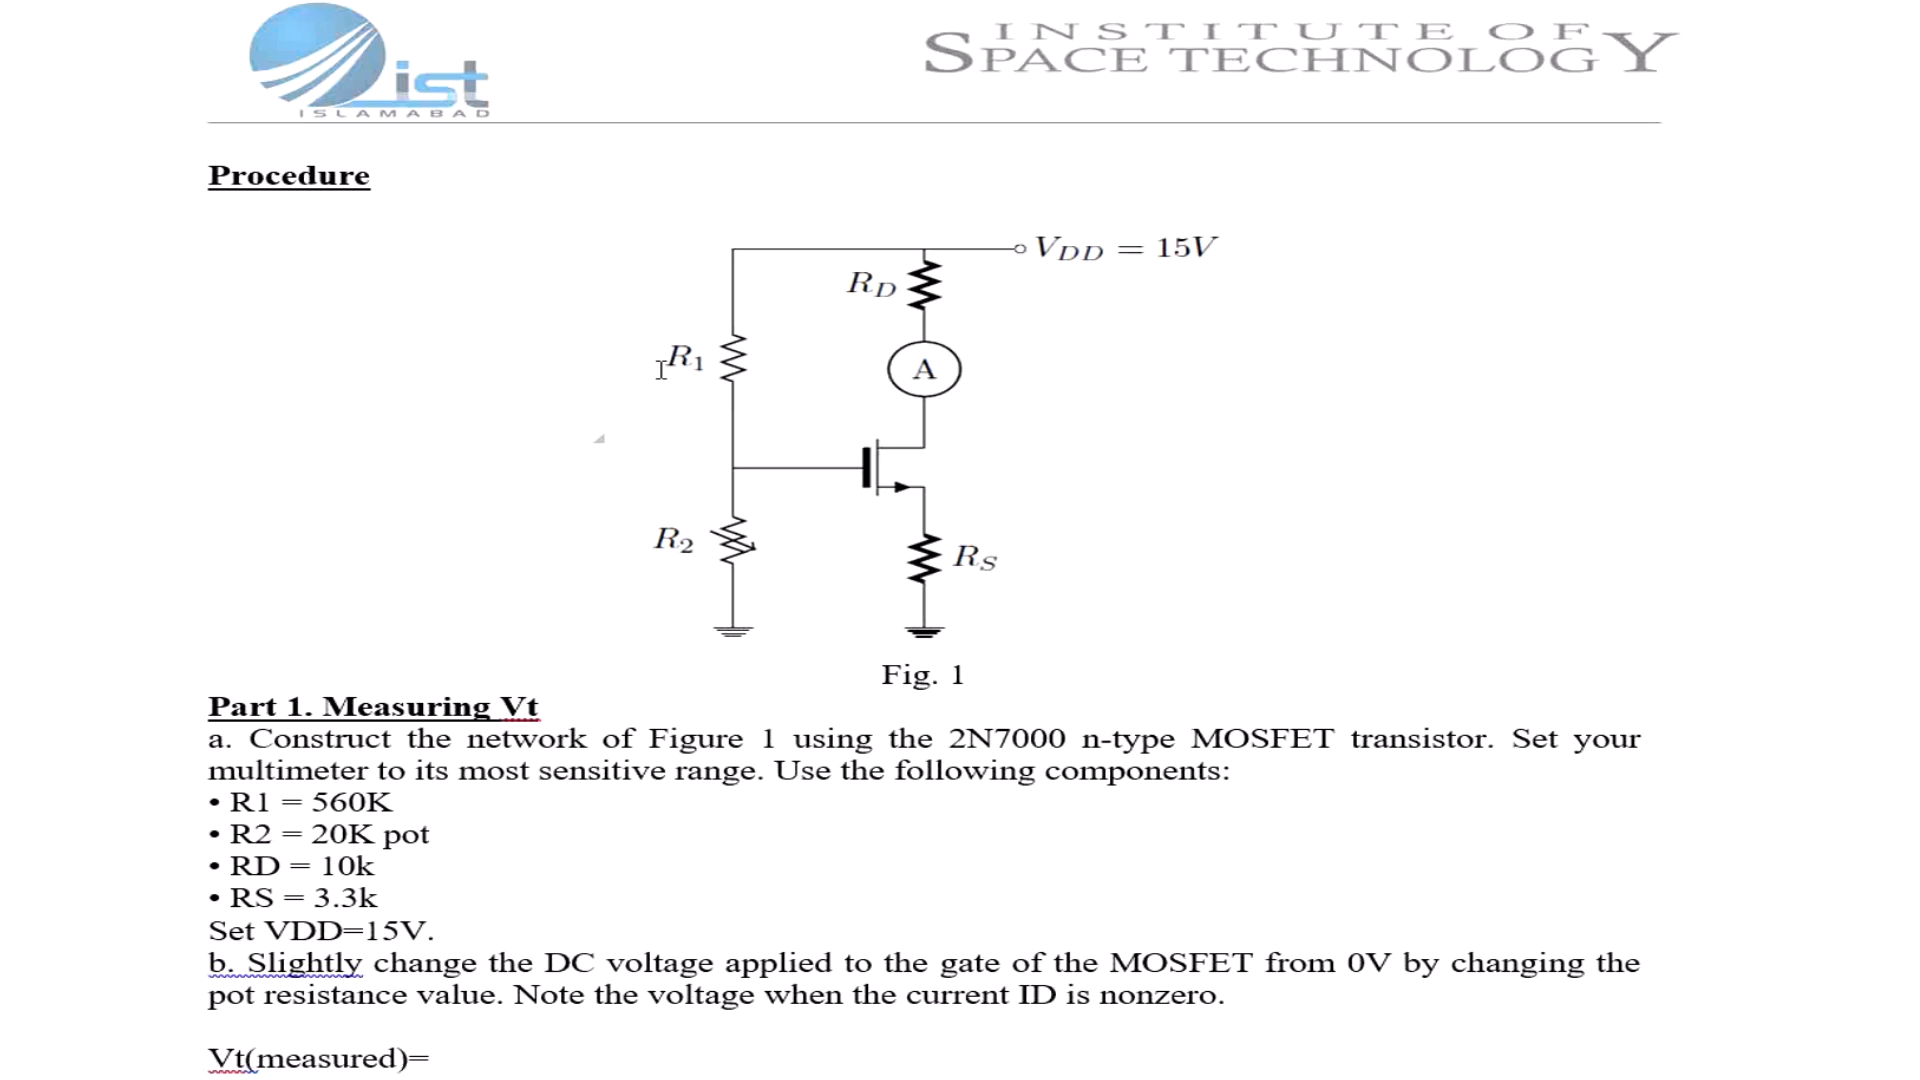 ist
ISLAMABAD
INSTITUTE OF
SPACE TECHNOLOGY
Procedure
VDD = 15V
RD
R1
A
R2
RS
Fig. 1
Part 1. Measuring Vt
a. Construct the network of Figure 1 using the 2N7000 n-type MOSFET transistor. Set your
multimeter to its most sensitive range. Use the following components:
• R1 = 560K
• R2 = 20K pot
• RD = 10k
• RS = 3.3k
Set VDD=15V.
b. Slightly change the DC voltage applied to the gate of the MOSFET from 0V by changing the
pot resistance value. Note the voltage when the current ID is nonzero.
Vt(measured)=